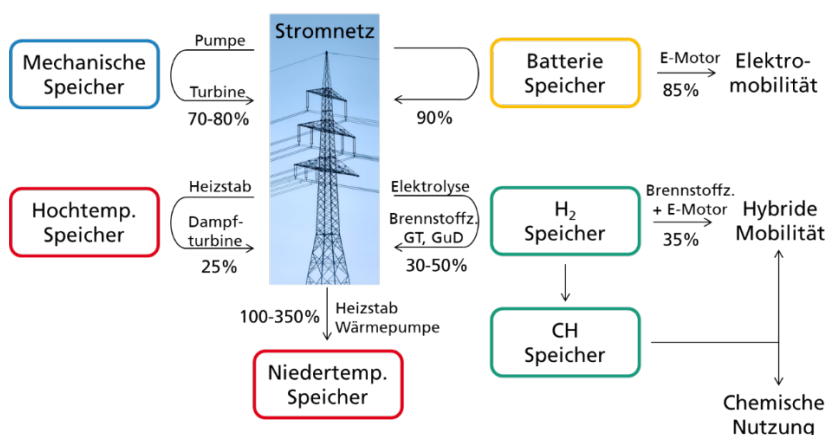 Stromnetz
Pumpe
Mechanische
Speicher
Turbine
70-80%
90%
Batterie
Speicher
E-Motor
85%
Elektro-
mobilität
Heizstab
Hochtemp.
Speicher
Dampf-
turbine
25%
Elektrolyse
Brennstoffz.
GT, GuD
30-50%
H₂
Speicher
Brennstoffz.
+ E-Motor
35%
Hybride
Mobilität
100-350%
Heizstab
Wärmepumpe
Niedertemp.
Speicher
CH
Speicher
Chemische
Nutzung